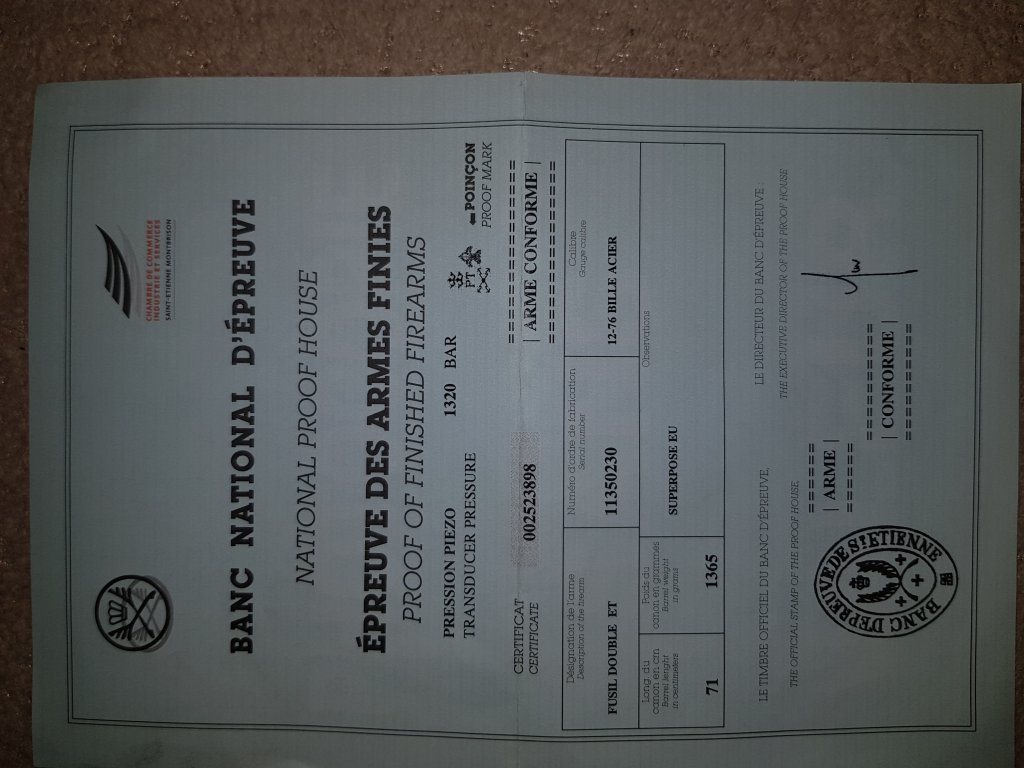 CHAMBRE DE COMMERCE
INDUSTRIE ET SERVICES
SAINT-ETIENNE MONTBRISON
BANC NATIONAL D'ÉPREUVE
NATIONAL PROOF HOUSE
ÉPREUVE DES ARMES FINIES
PROOF OF FINISHED FIREARMS
PRESSION PIEZO 1320 BAR
TRANSDUCER PRESSURE
PT
POINÇON
PROOF MARK
CERTIFICAT
CERTIFICATE
002523898
===================
| ARME CONFORME |
===================
Désignation de l'arme
Description of the firearm
FUSIL DOUBLE ET
Numéro d'ordre de fabrication
Serial number
11350230
Calibre
Gauge calibre
12-76 BILLE ACIER
Long. du
canon en cm
Barrel lenght
in centimeters
71
Poids du
canon en grammes
Barrel weight
in grams
1365
Observations
SUPERPOSE EU
LE TIMBRE OFFICIEL DU BANC D'ÉPREUVE,
THE OFFICIAL STAMP OF THE PROOF HOUSE,
LE DIRECTEUR DU BANC D'ÉPREUVE :
THE EXECUTIVE DIRECTOR OF THE PROOF HOUSE
BANC D'EPREUVE DE ST ETIENNE
========
| ARME |
========
============
| CONFORME |
============